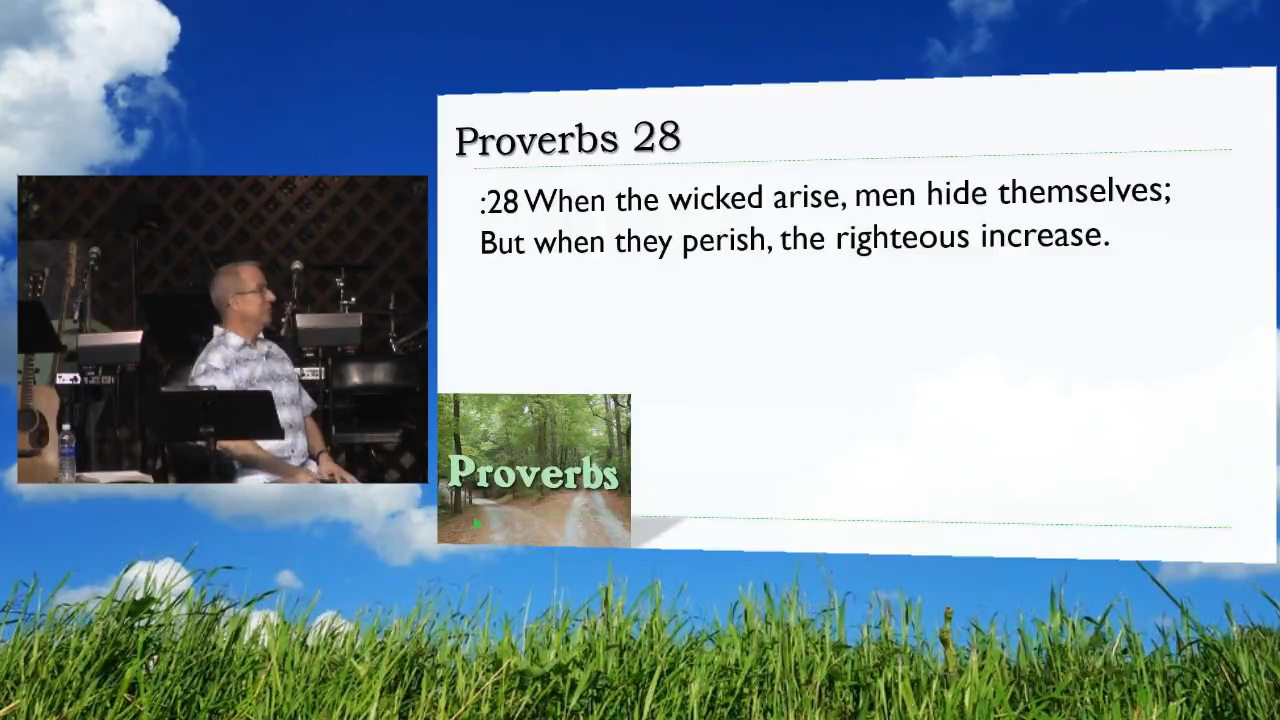 Proverbs 28
:28 When the wicked arise, men hide themselves;
But when they perish, the righteous increase.
Proverbs